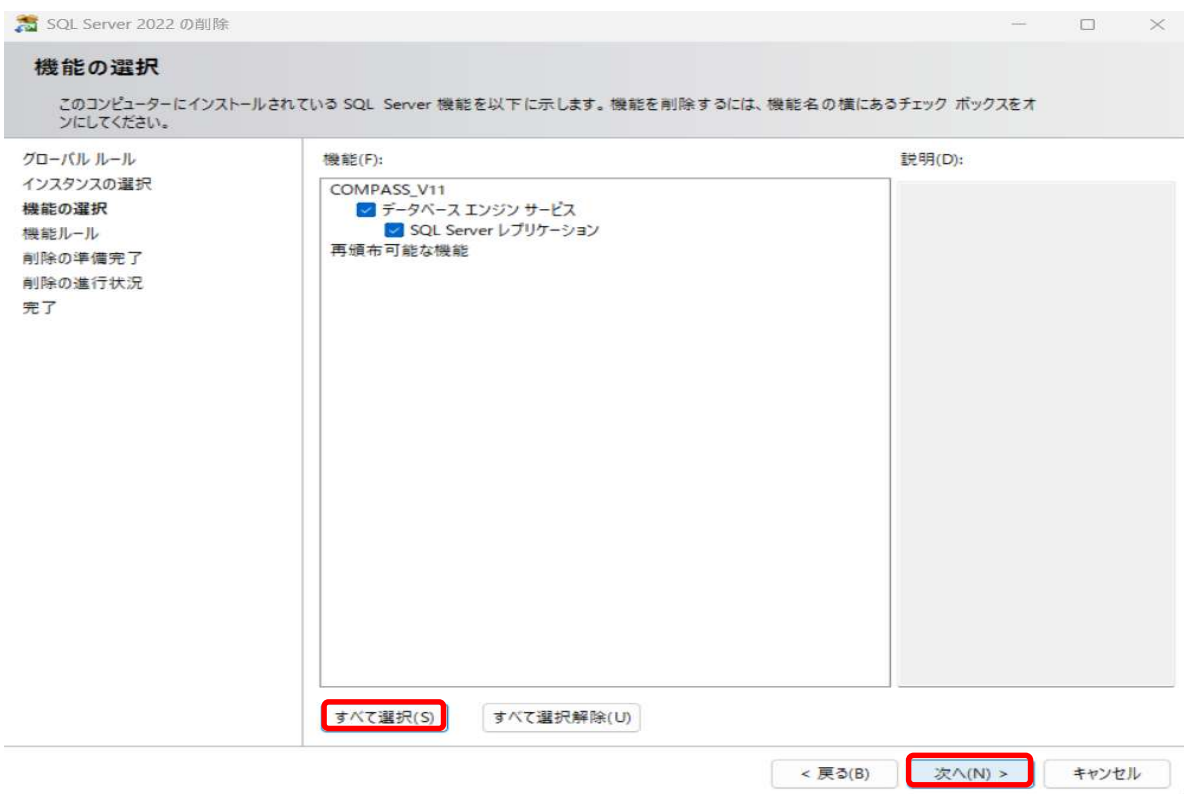 SQL Server 2022 の削除
機能の選択
このコンピューターにインストールされている SQL Server 機能を以下に示します。機能を削除するには、機能名の横にあるチェック ボックスをオ
ンにしてください。
グローバル ルール
インスタンスの選択
機能の選択
機能ルール
削除の準備完了
削除の進行状況
完了
機能(F):
COMPASS_V11
データベース エンジン サービス
SQL Server レプリケーション
再頒布可能な機能
説明(D):
すべて選択(S)
すべて選択解除(U)
< 戻る(B)
次へ(N) >
キャンセル